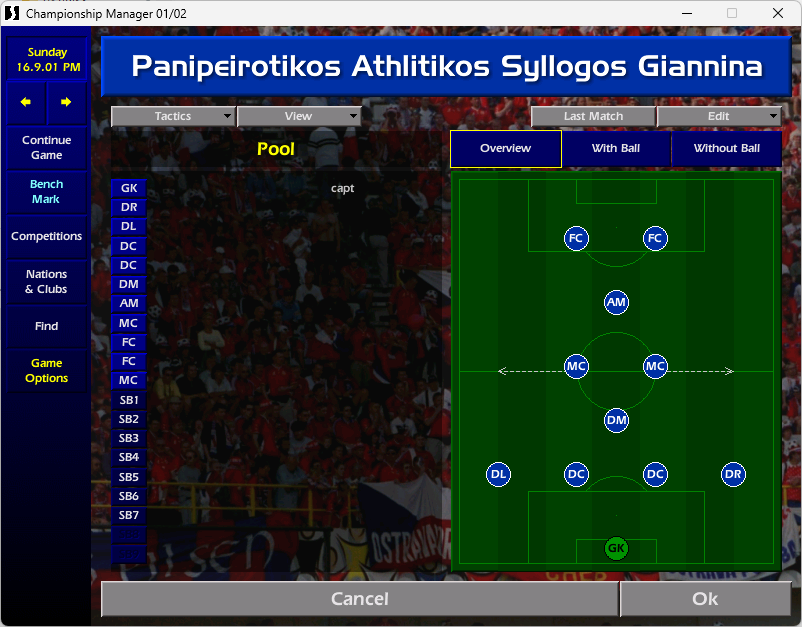 Championship Manager 01/02
Sunday
16.9.01 PM
Panipeirotikos Athlitikos Syllogos Giannina
Continue
Game
Bench
Mark
Competitions
Nations
& Clubs
Find
Game
Options
Tactics
View
Last Match
Edit
Pool
Overview
With Ball
Without Ball
GK
capt
DR
DL
DC
DC
DM
AM
MC
FC
FC
MC
SB1
SB2
SB3
SB4
SB5
SB6
SB7
FC FC
AM
MC MC
DM
DL DC DC DR
GK
OSTRAVA
Cancel
Ok